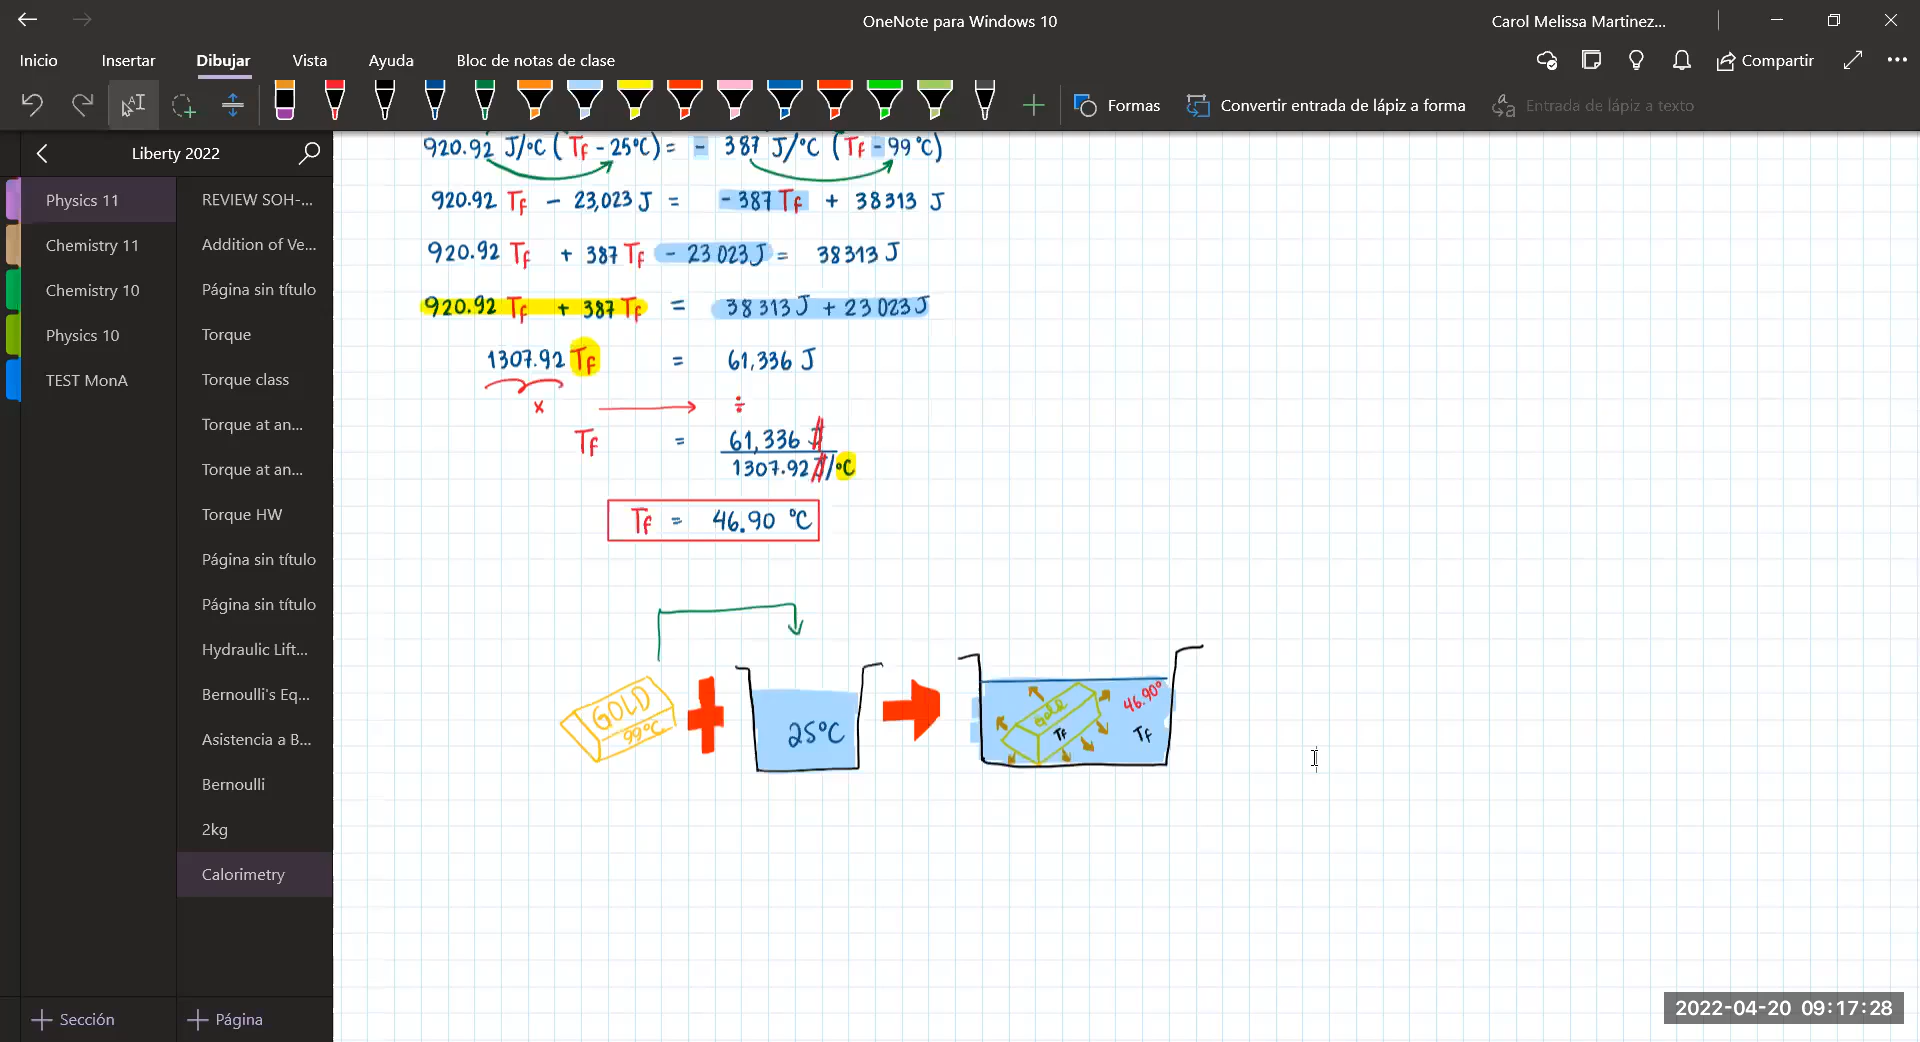 OneNote para Windows 10
Carol Melissa Martinez...
Inicio
Insertar
Dibujar
Vista
Ayuda
Bloc de notas de clase
Compartir
Formas
Convertir entrada de lápiz a forma
Entrada de lápiz a texto
Liberty 2022
Physics 11
Chemistry 11
Chemistry 10
Physics 10
TEST MonA
REVIEW SOH-...
Addition of Ve...
Página sin título
Torque
Torque class
Torque at an...
Torque at an...
Torque HW
Página sin título
Página sin título
Hydraulic Lift...
Bernoulli's Eq...
Asistencia a B...
Bernoulli
2kg
Calorimetry
Sección
Página
920.92 J/°C (Tf - 25°C) = - 387 J/°C (Tf - 99°C)
920.92 Tf - 23,023 J = - 387 Tf + 38313 J
920.92 Tf + 387 Tf - 23023 J = 38313 J
920.92 Tf + 387 Tf = 38313 J + 23023 J
1307.92 Tf = 61,336 J
x ÷
Tf = 61,336 J
1307.92 J/°C
Tf = 46.90 °C
GOLD
99°C
25°C
Gold
Tf
46.90°
Tf
2022-04-20 09:17:28